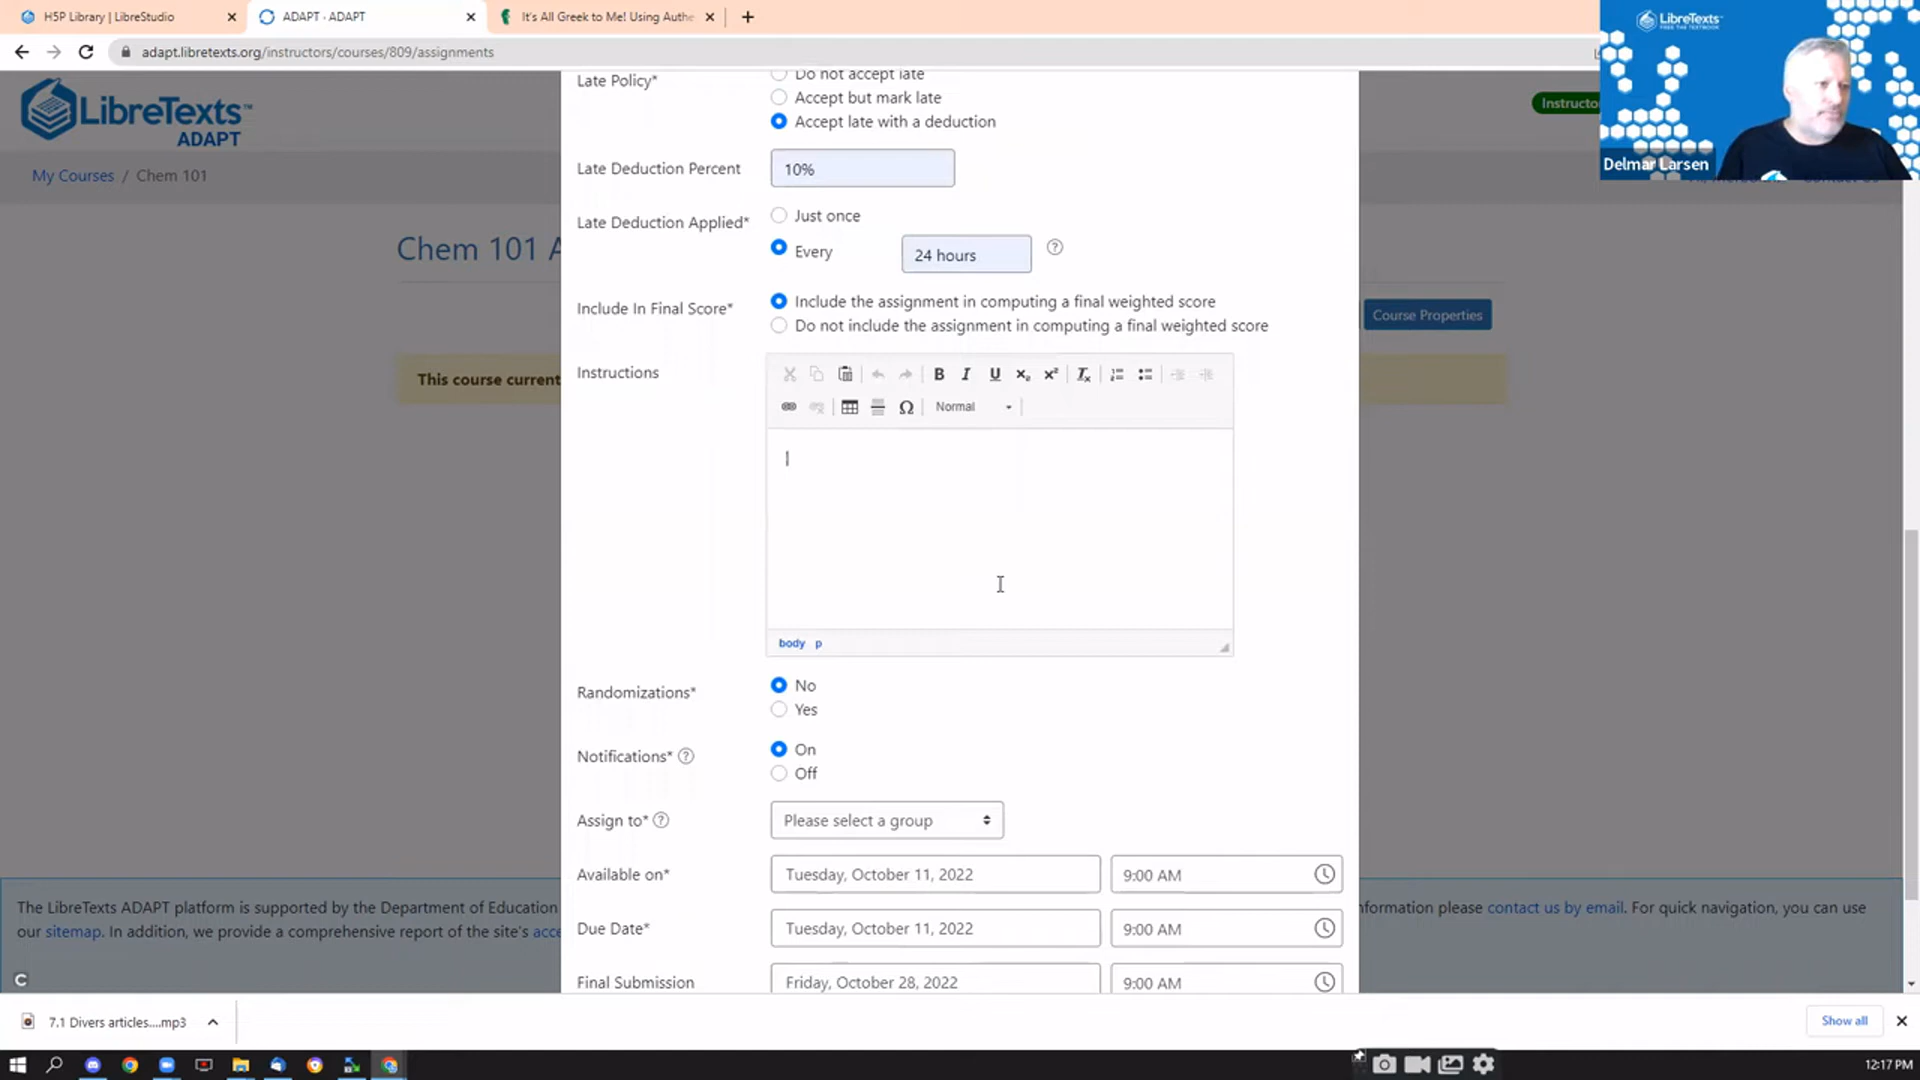 H5P Library | LibreStudio
ADAPT · ADAPT
It's All Greek to Me! Using Authe
adapt.libretexts.org/instructors/courses/809/assignments
LibreTexts™
FREE THE TEXTBOOK
Delmar Larsen
LibreTexts™
ADAPT
Instructo
My Courses / Chem 101
Chem 101 A
Course Properties
This course current
Late Policy*
Do not accept late
Accept but mark late
Accept late with a deduction
Late Deduction Percent
10%
Late Deduction Applied*
Just once
Every
24 hours
Include In Final Score*
Include the assignment in computing a final weighted score
Do not include the assignment in computing a final weighted score
Instructions
Normal
body p
Randomizations*
No
Yes
Notifications*
On
Off
Assign to*
Please select a group
Available on*
Tuesday, October 11, 2022
9:00 AM
Due Date*
Tuesday, October 11, 2022
9:00 AM
Final Submission
Friday, October 28, 2022
9:00 AM
The LibreTexts ADAPT platform is supported by the Department of Education
formation please contact us by email. For quick navigation, you can use
our sitemap. In addition, we provide a comprehensive report of the site's acce
7.1 Divers articles....mp3
Show all
12:17 PM